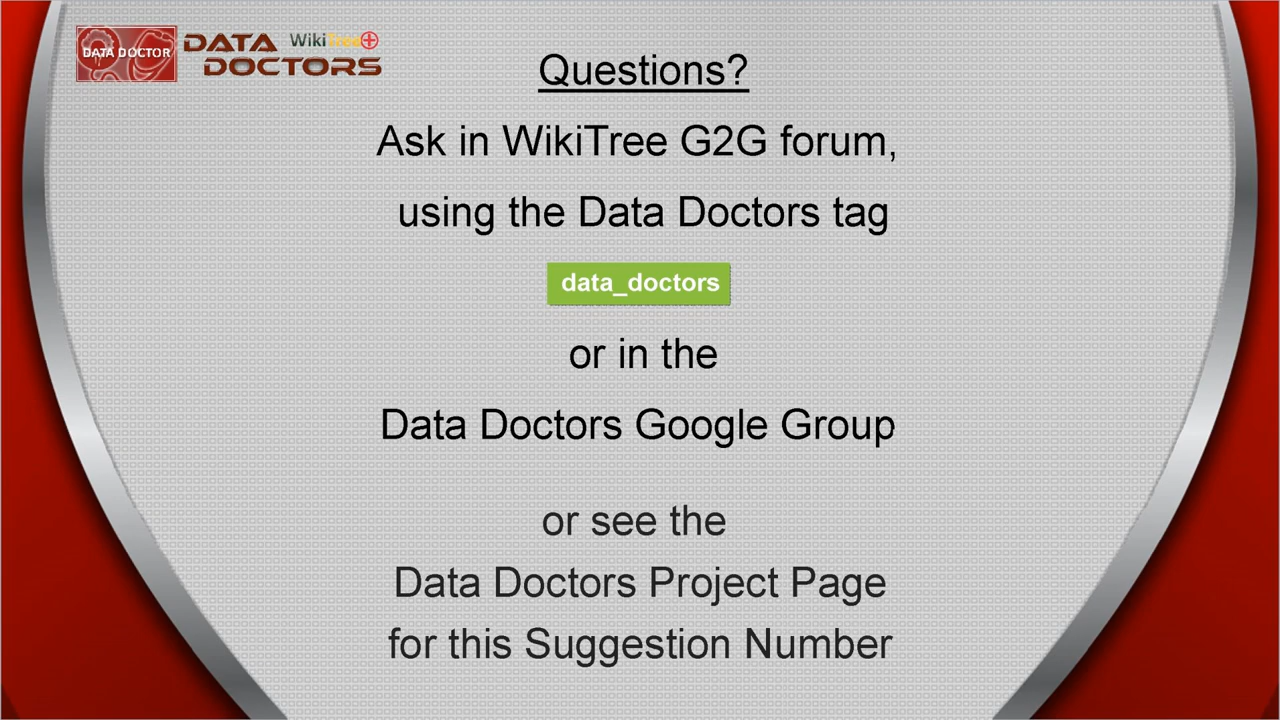 DATA DOCTOR
DATA WikiTree+
DOCTORS
Questions?
Ask in WikiTree G2G forum,
using the Data Doctors tag
data_doctors
or in the
Data Doctors Google Group
or see the
Data Doctors Project Page
for this Suggestion Number